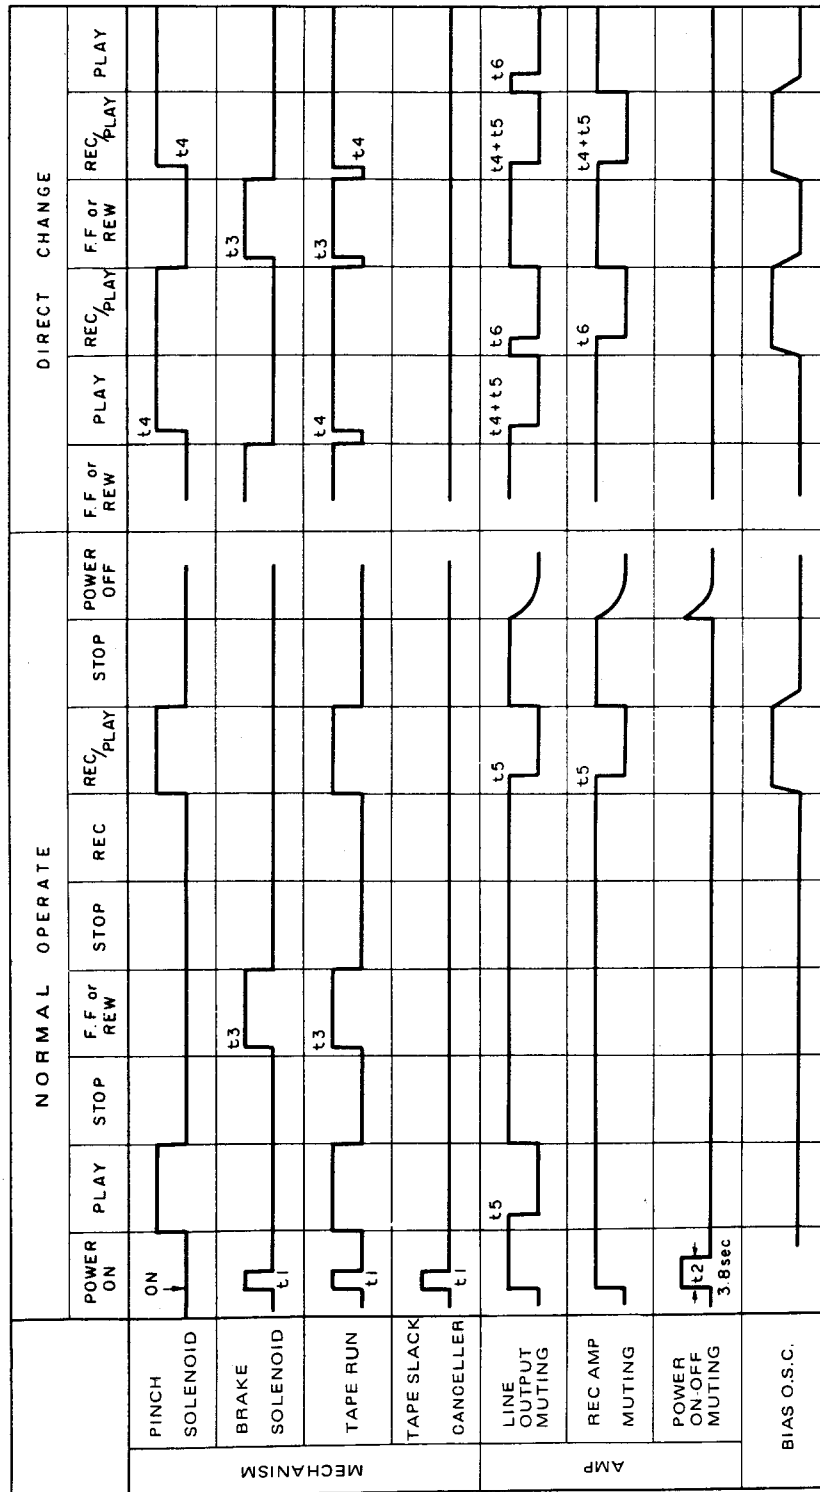 NORMAL OPERATE
DIRECT CHANGE
POWER ON
PLAY
STOP
F.F or REW
STOP
REC
REC/PLAY
STOP
POWER OFF
F.F or REW
PLAY
REC/PLAY
F.F or REW
REC/PLAY
PLAY
MECHANISM
PINCH SOLENOID
ON
t4
t4
BRAKE SOLENOID
t1
t3
t3
TAPE RUN
t1
t3
t4
t3
t4
TAPE SLACK CANCELLER
t1
AMP
LINE OUTPUT MUTING
t5
t5
t4+t5
t6
t4+t5
t6
REC AMP MUTING
t5
t6
t4+t5
POWER ON-OFF MUTING
t2
3.8sec
BIAS O.S.C.